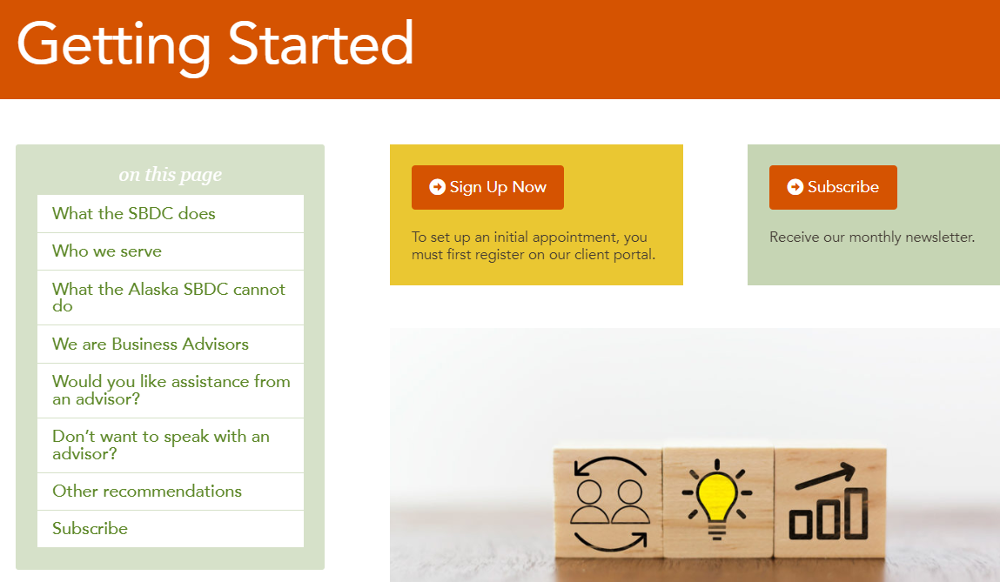 Getting Started
on this page
What the SBDC does
Who we serve
What the Alaska SBDC cannot
do
We are Business Advisors
Would you like assistance from
an advisor?
Don’t want to speak with an
advisor?
Other recommendations
Subscribe
Sign Up Now
To set up an initial appointment, you
must first register on our client portal.
Subscribe
Receive our monthly newsletter.